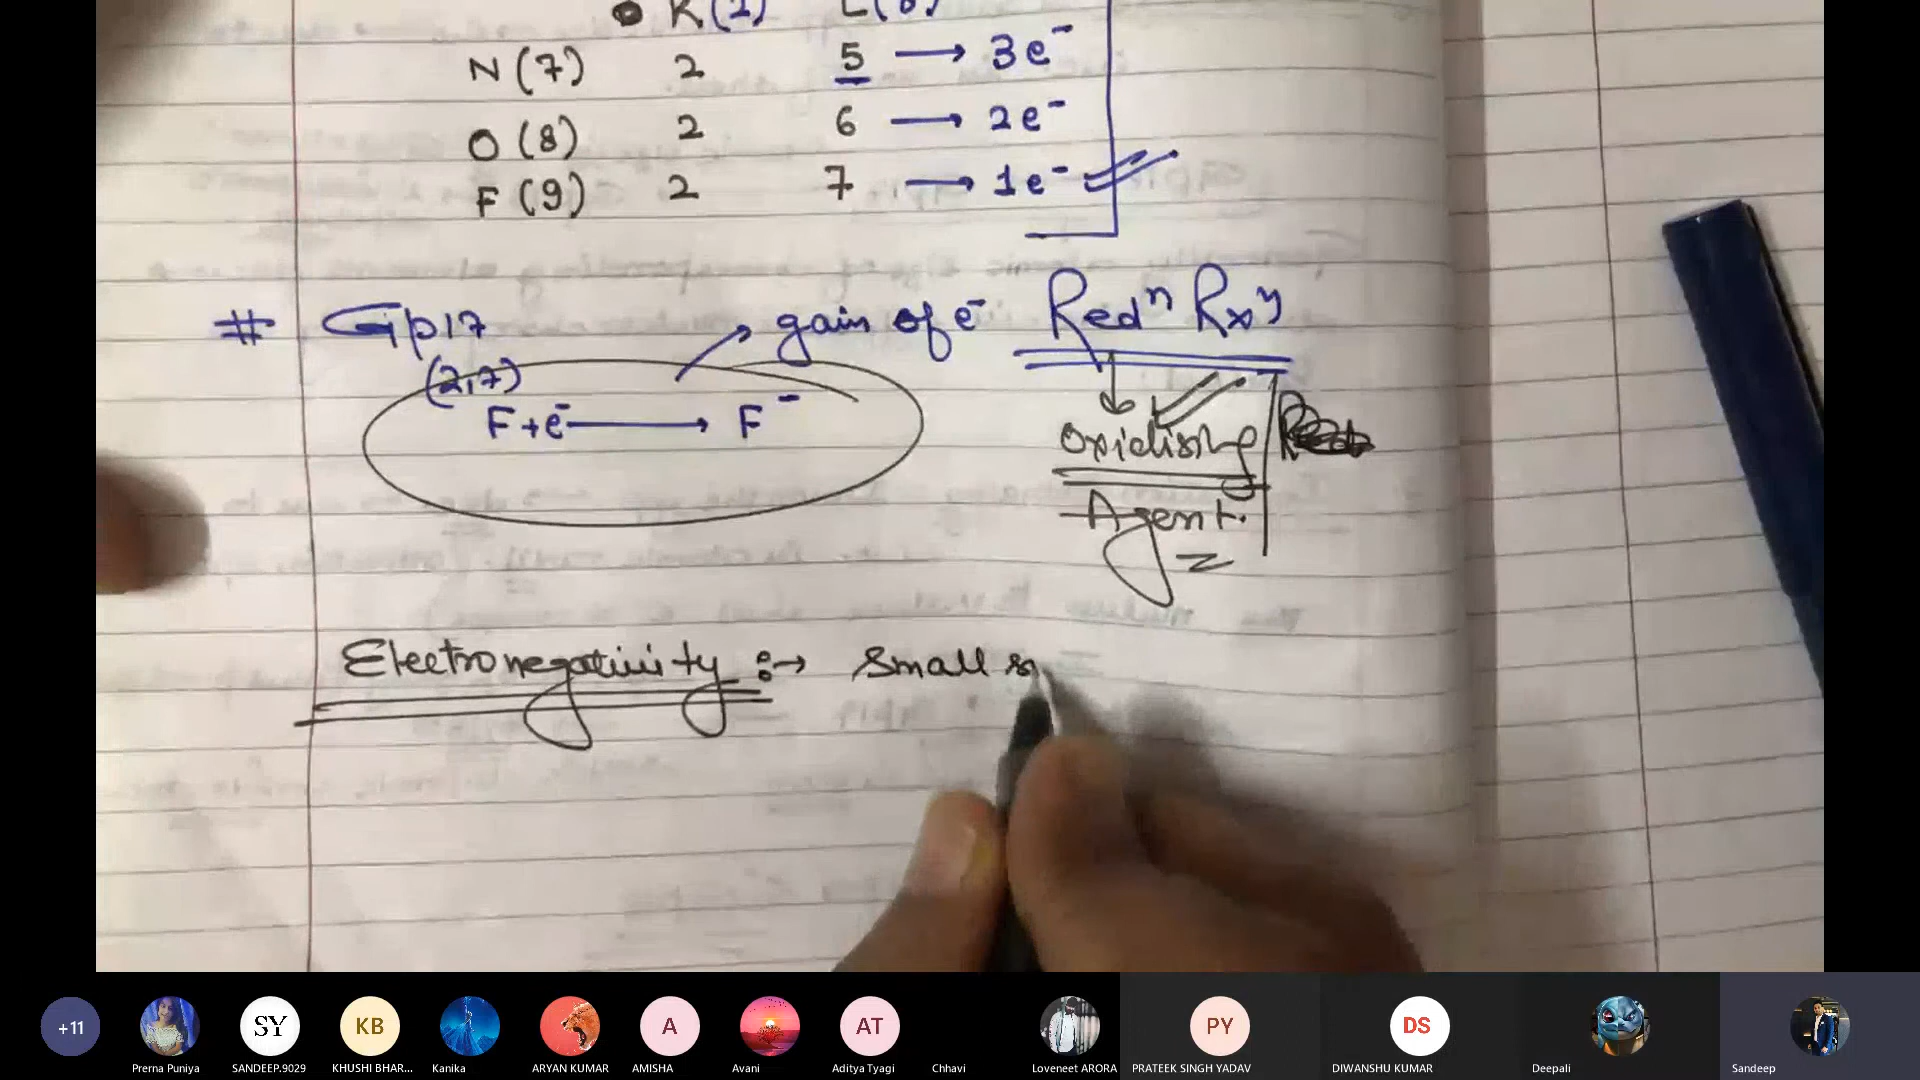 K(2) L(8)
N (7) 2 5 → 3e⁻
O (8) 2 6 → 2e⁻
F (9) 2 7 → 1e⁻
# Gp17 gain of e⁻ Redⁿ Rxⁿ
(2,7)
F + e⁻ → F⁻
Oxidising
Agent.
Electronegativity :→ Small s
+11
SY
KB
A
AT
PY
DS
Prerna Puniya SANDEEP.9029 KHUSHI BHAR... Kanika ARYAN KUMAR AMISHA Avani Aditya Tyagi Chhavi Loveneet ARORA PRATEEK SINGH YADAV DIWANSHU KUMAR Deepali Sandeep